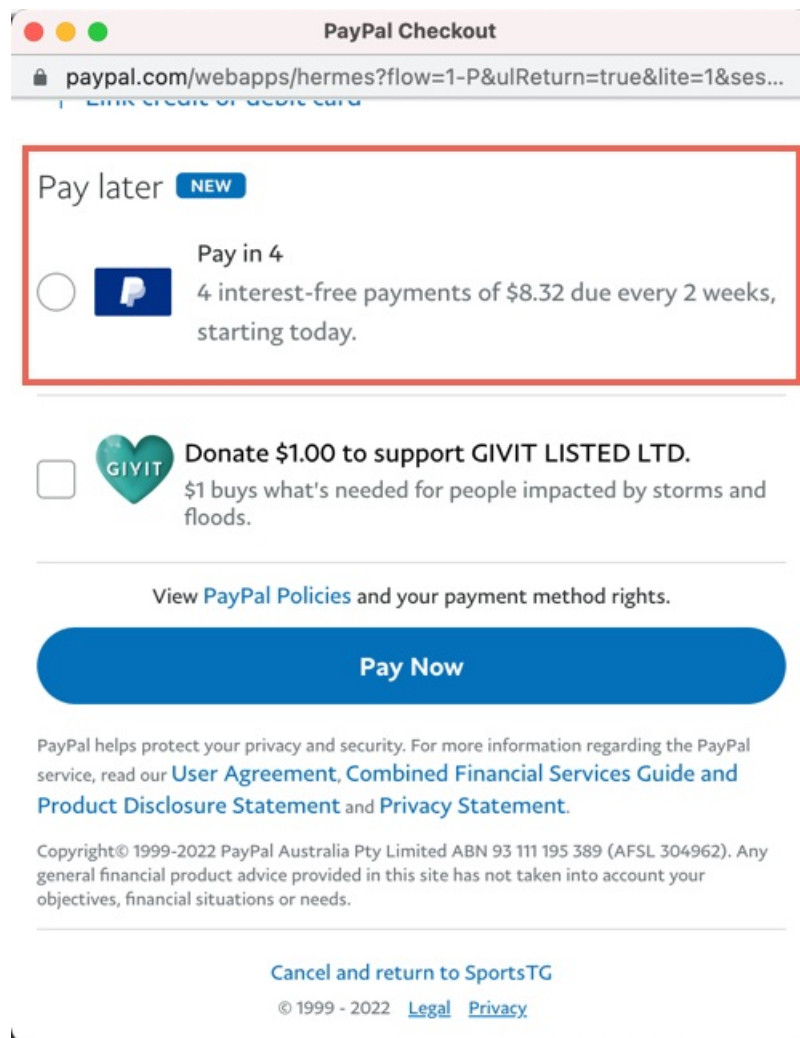 PayPal Checkout
paypal.com/webapps/hermes?flow=1-P&ulReturn=true&lite=1&ses...
Link credit or debit card
Pay later NEW
Pay in 4
4 interest-free payments of $8.32 due every 2 weeks,
starting today.
GIVIT
Donate $1.00 to support GIVIT LISTED LTD.
$1 buys what's needed for people impacted by storms and
floods.
View PayPal Policies and your payment method rights.
Pay Now
PayPal helps protect your privacy and security. For more information regarding the PayPal
service, read our User Agreement, Combined Financial Services Guide and
Product Disclosure Statement and Privacy Statement.
Copyright© 1999-2022 PayPal Australia Pty Limited ABN 93 111 195 389 (AFSL 304962). Any
general financial product advice provided in this site has not taken into account your
objectives, financial situations or needs.
Cancel and return to SportsTG
© 1999 - 2022 Legal Privacy